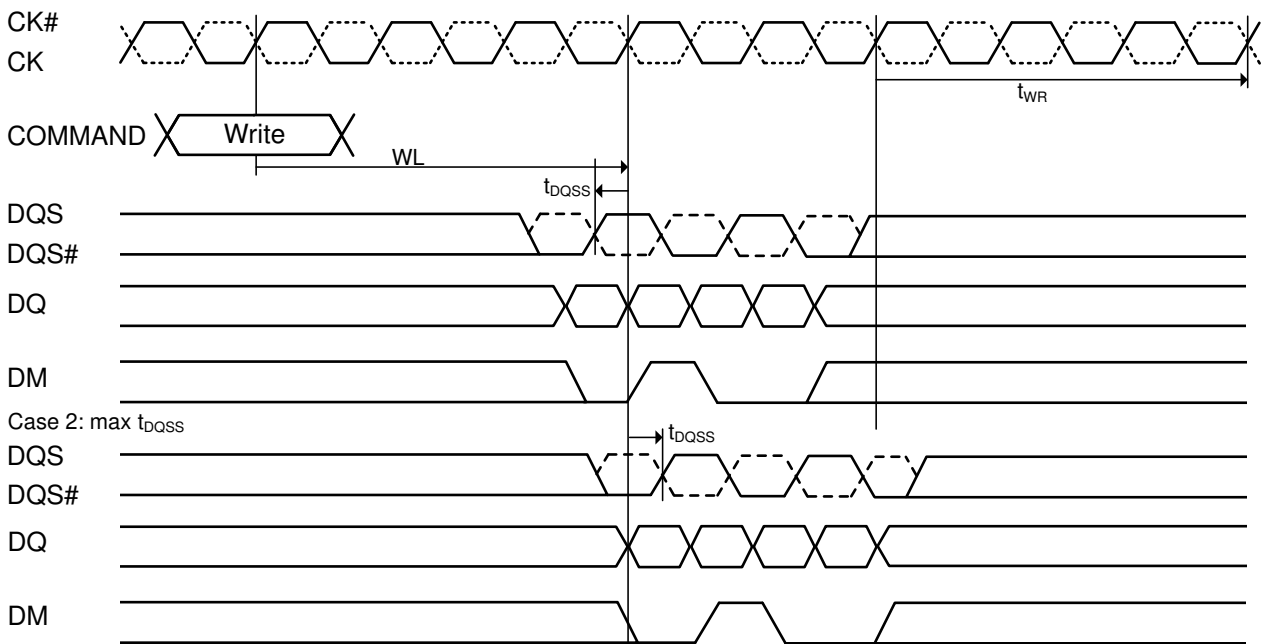 CK#
CK
tWR
COMMAND
Write
WL
tDQSS
DQS
DQS#
DQ
DM
Case 2: max tDQSS
tDQSS
DQS
DQS#
DQ
DM